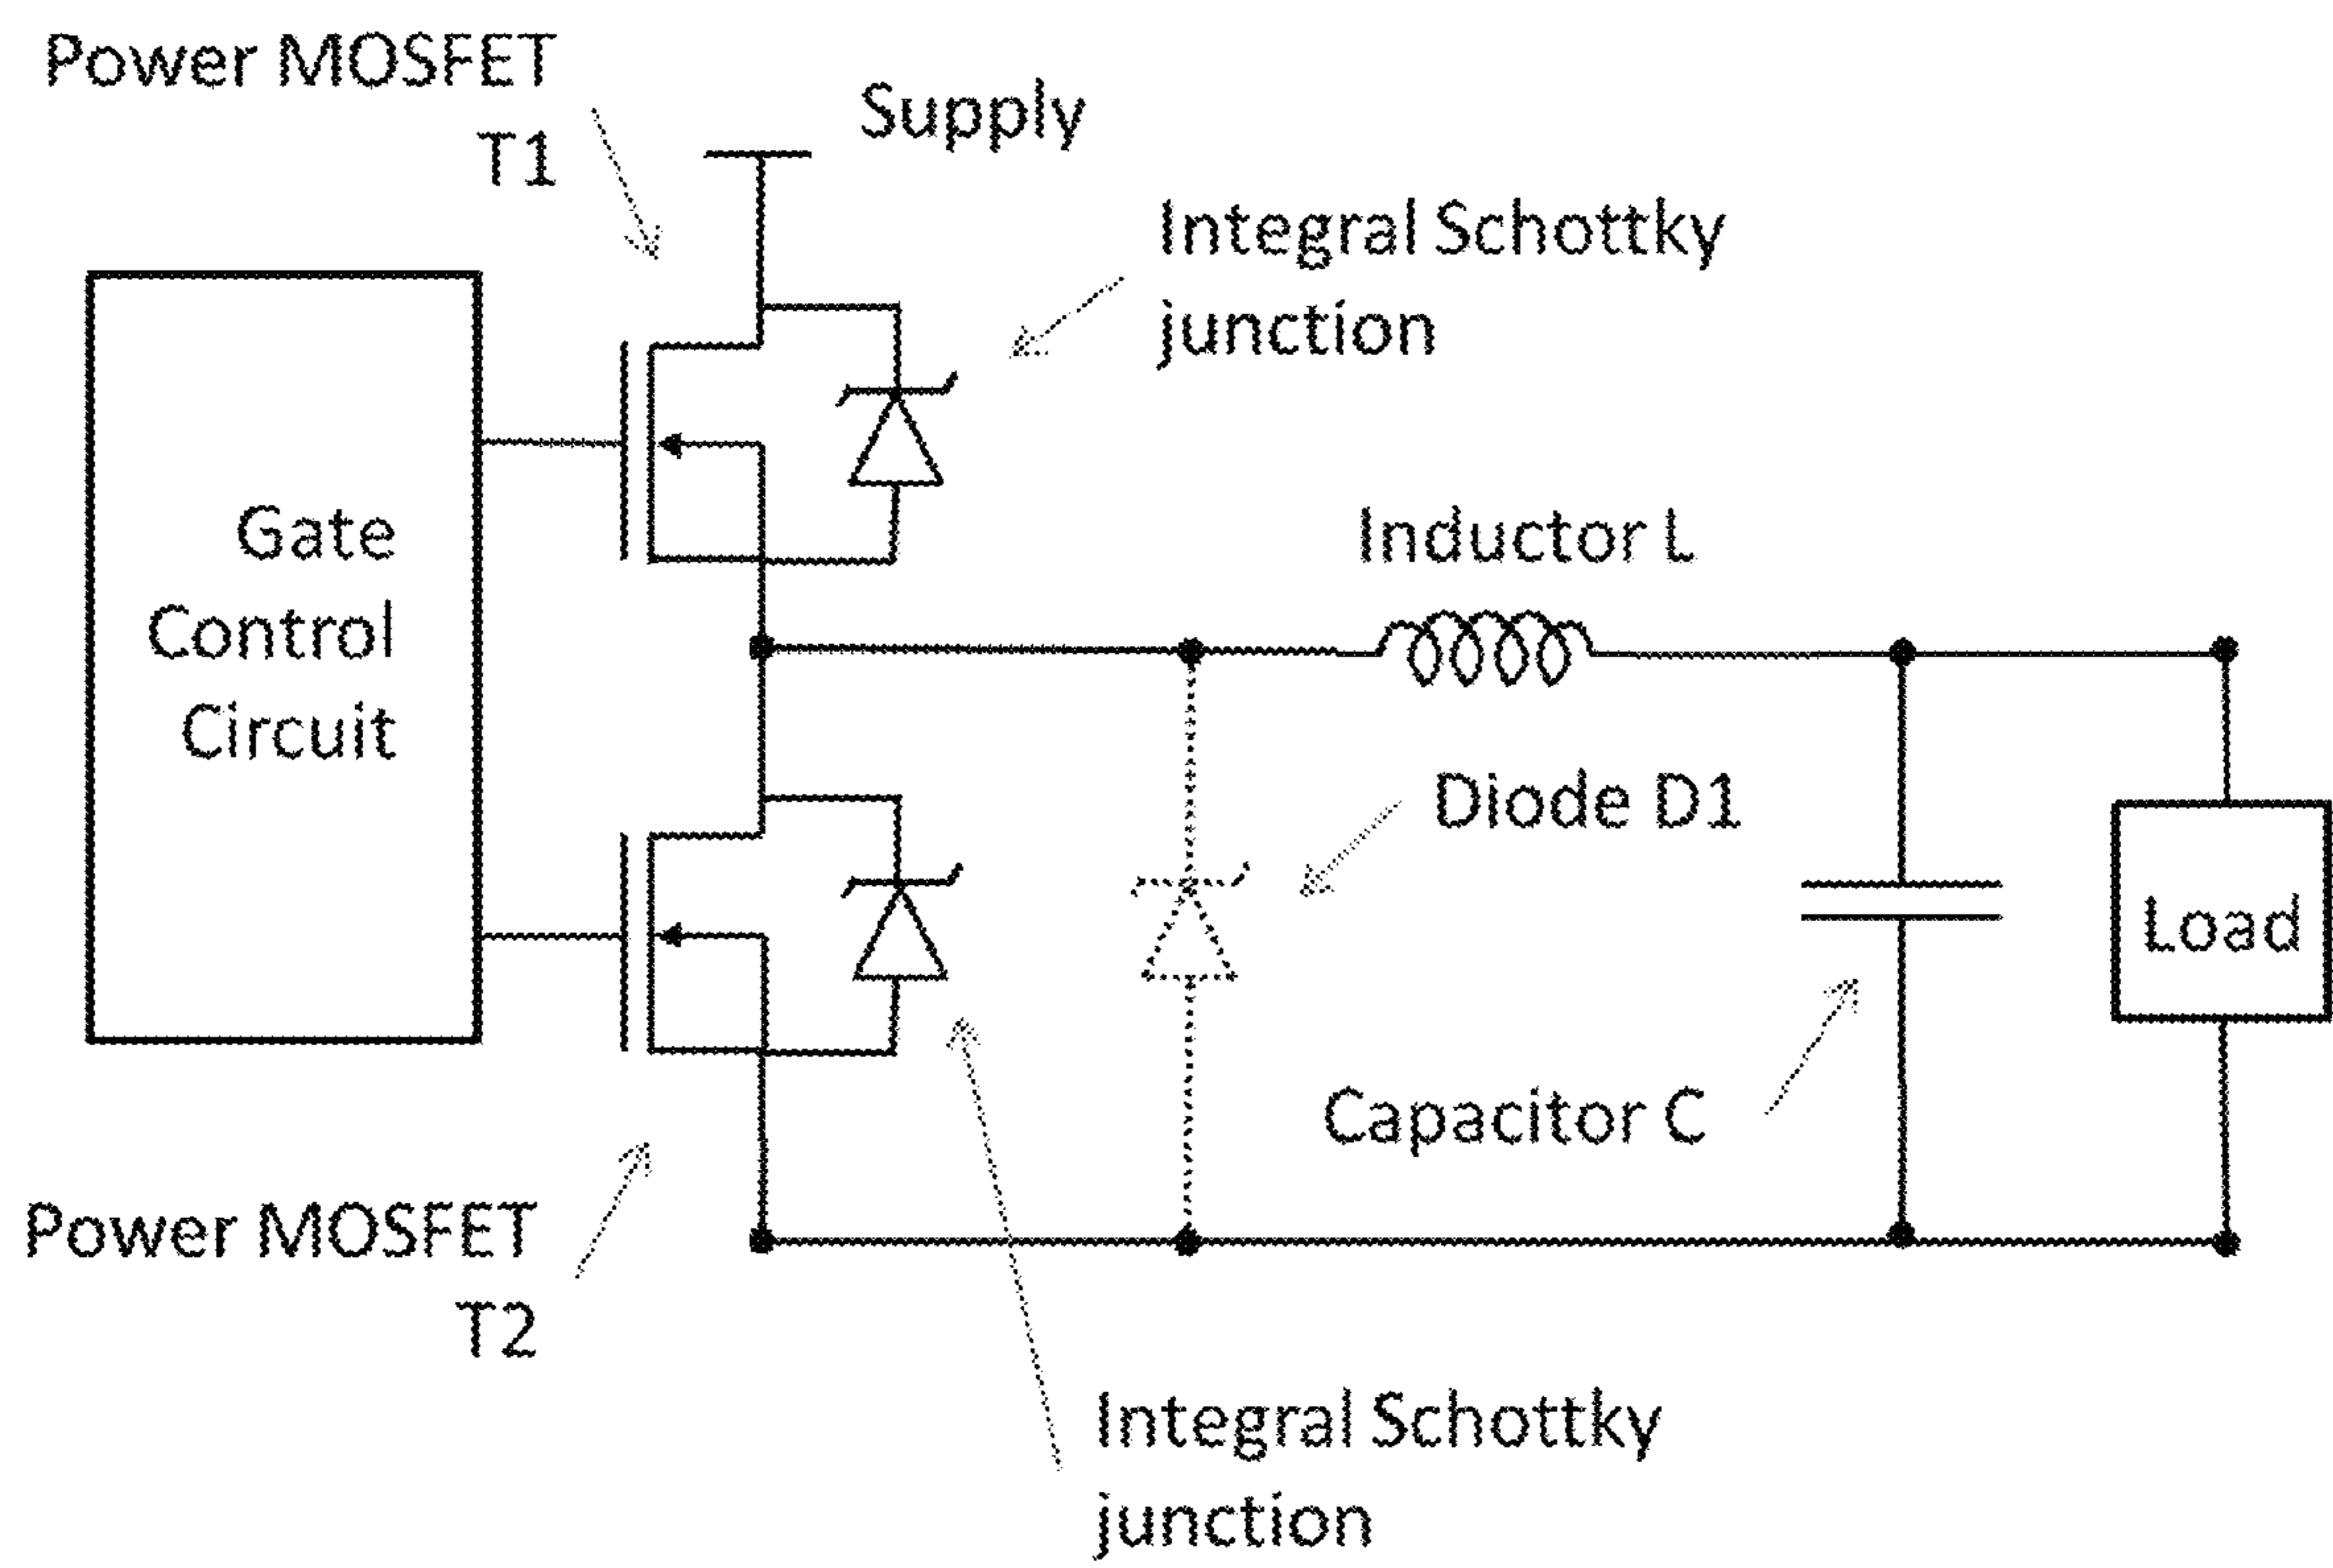 Power MOSFET
T1
Supply
Integral Schottky
junction
Gate
Control
Circuit
Inductor L
Diode D1
Load
Capacitor C
Power MOSFET
T2
Integral Schottky
junction